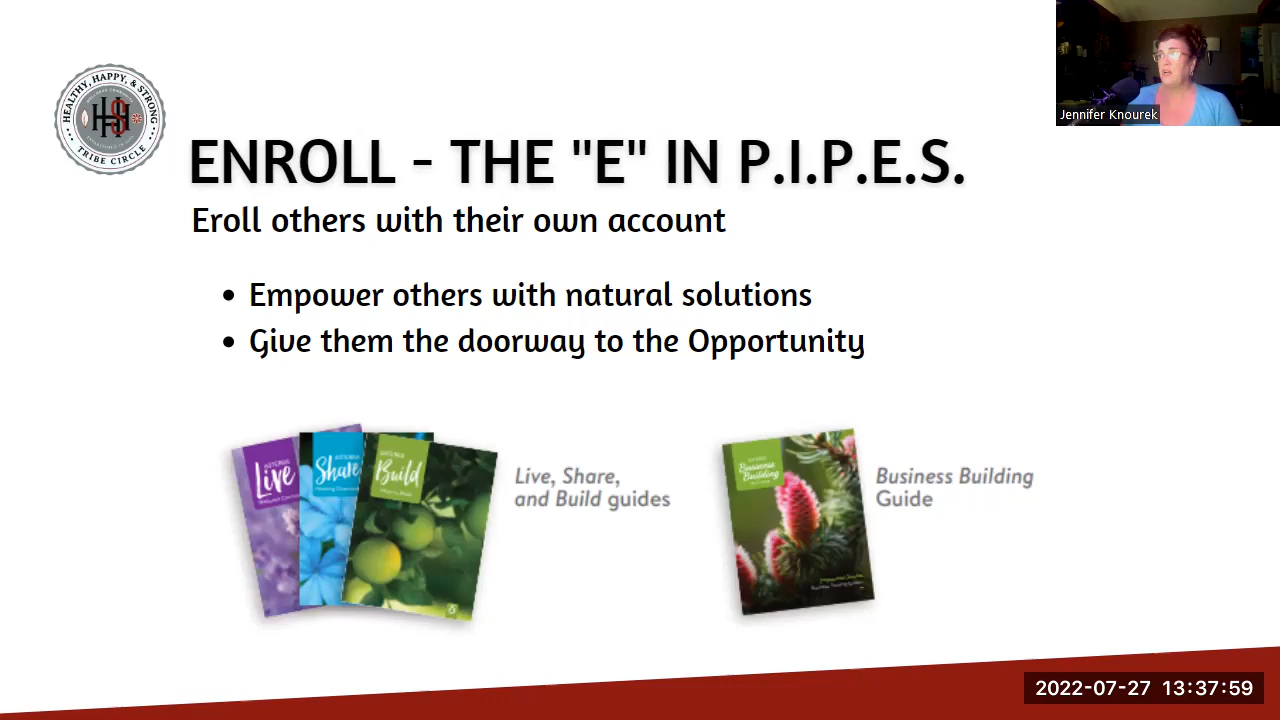 Jennifer Knourek
HEALTHY, HAPPY, & STRONG
TRIBE CIRCLE
ENROLL - THE "E" IN P.I.P.E.S.
Eroll others with their own account
• Empower others with natural solutions
• Give them the doorway to the Opportunity
Live
Share
Build
Live, Share,
and Build guides
Business
Building
Business Building
Guide
2022-07-27 13:37:59